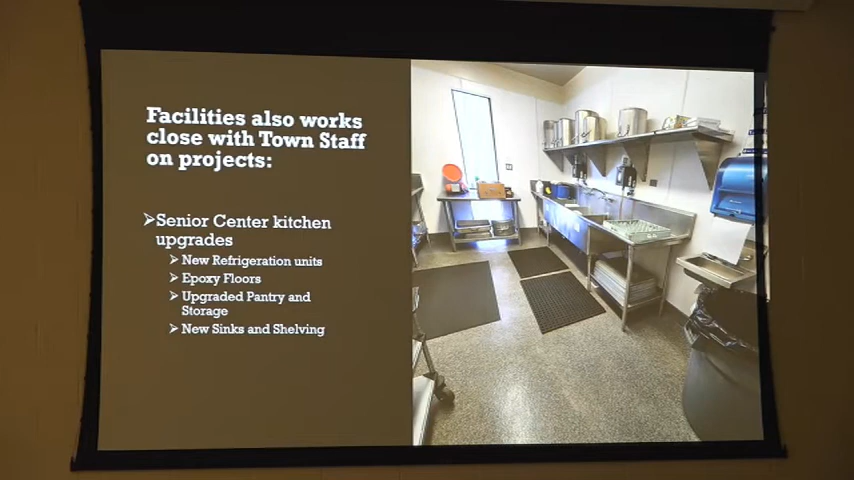 Facilities also works
close with Town Staff
on projects:
➢Senior Center kitchen
upgrades
➢ New Refrigeration units
➢ Epoxy Floors
➢ Upgraded Pantry and
Storage
➢ New Sinks and Shelving